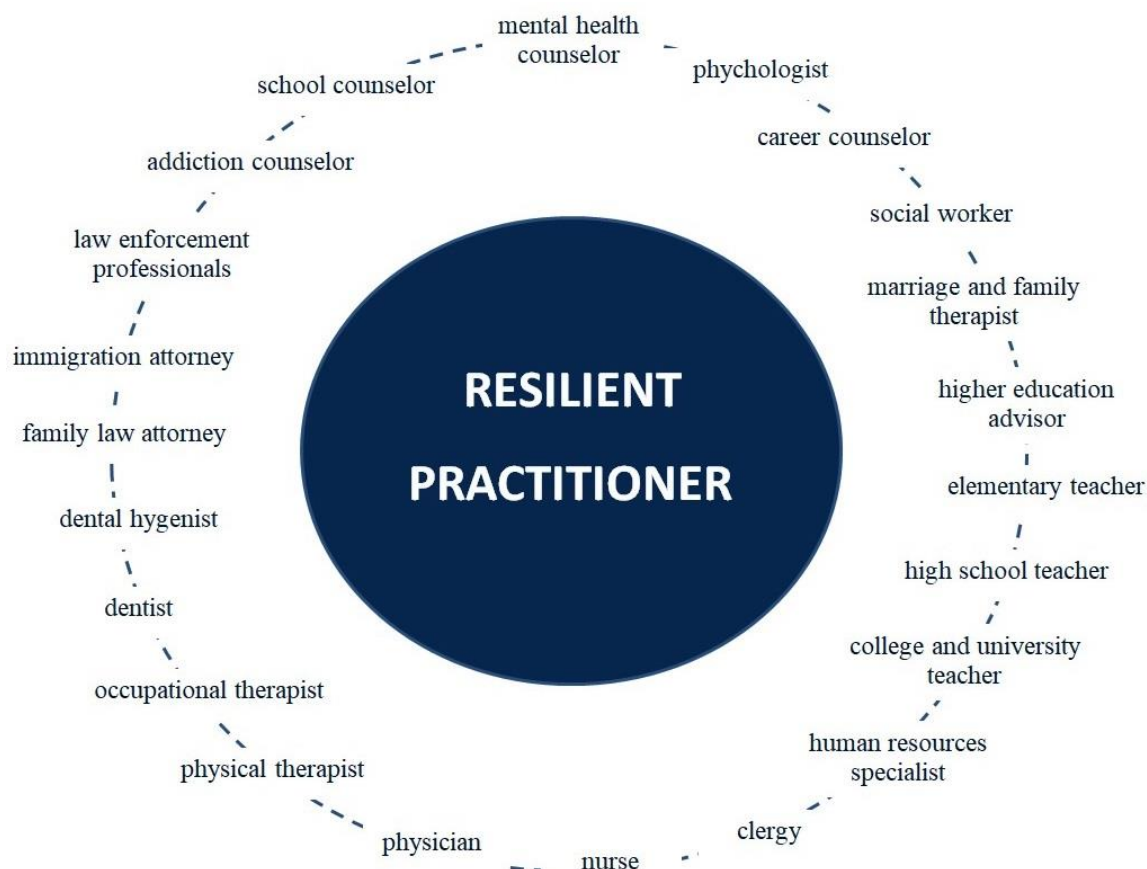 mental health
counselor
phychologist
career counselor
social worker
marriage and family
therapist
higher education
advisor
elementary teacher
high school teacher
college and university
teacher
human resources
specialist
clergy
nurse
physician
physical therapist
occupational therapist
dentist
dental hygenist
family law attorney
immigration attorney
law enforcement
professionals
addiction counselor
school counselor
RESILIENT
PRACTITIONER